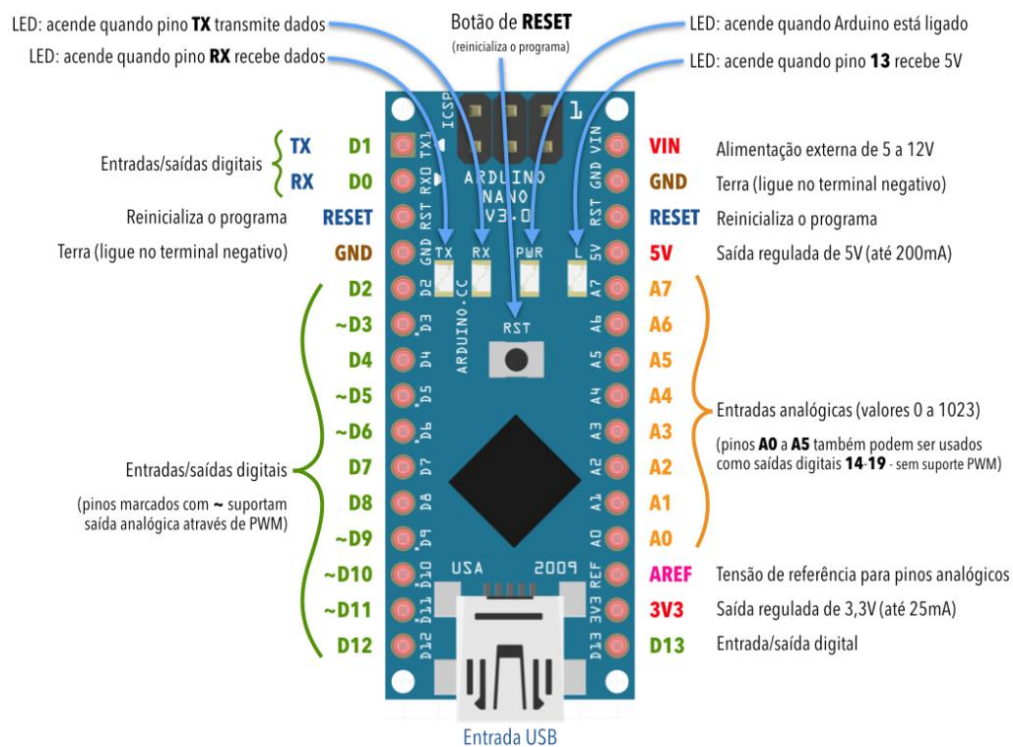 LED: acende quando pino TX transmite dados
LED: acende quando pino RX recebe dados
Botão de RESET
(reinicializa o programa)
LED: acende quando Arduino está ligado
LED: acende quando pino 13 recebe 5V
Entradas/saídas digitais
TX D1
RX D0
Reinicializa o programa RESET
Terra (ligue no terminal negativo) GND
D2
~D3
D4
~D5
~D6
D7
D8
~D9
~D10
~D11
D12
Entradas/saídas digitais
(pinos marcados com ~ suportam
saída analógica através de PWM)
ICSP
1
TX1
RX0
RST
GND
D2
D3
D4
D5
D6
D7
D8
D9
D10
D11
D12
ARDUINO
NANO
V3.0
TX RX PWR L
ARDUINO.CC
RST
USA 2009
VIN
GND
RST
5V
A7
A6
A5
A4
A3
A2
A1
A0
REF
3V3
D13
VIN Alimentação externa de 5 a 12V
GND Terra (ligue no terminal negativo)
RESET Reinicializa o programa
5V Saída regulada de 5V (até 200mA)
A7
A6
A5
A4
A3
A2
A1
A0
Entradas analógicas (valores 0 a 1023)
(pinos A0 a A5 também podem ser usados
como saídas digitais 14-19 - sem suporte PWM)
AREF Tensão de referência para pinos analógicos
3V3 Saída regulada de 3,3V (até 25mA)
D13 Entrada/saída digital
Entrada USB